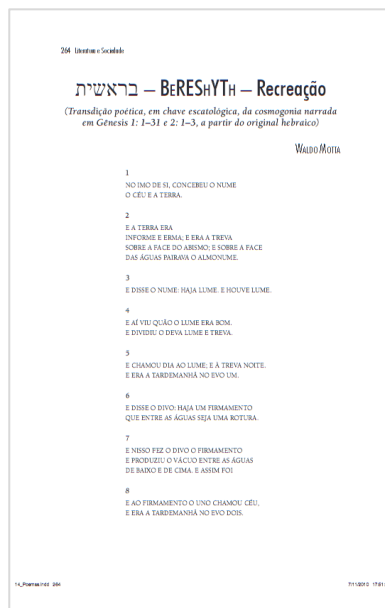 264 Literatura e Sociedade
בראשית – BeREShYTh – Recreação
(Transdição poética, em chave escatológica, da cosmogonia narrada
em Gênesis 1: 1–31 e 2: 1–3, a partir do original hebraico)
Waldo Motta
1
NO IMO DE SI, CONCEBEU O NUME
O CÉU E A TERRA.
2
E A TERRA ERA
INFORME E ERMA; E ERA A TREVA
SOBRE A FACE DO ABISMO; E SOBRE A FACE
DAS ÁGUAS PAIRAVA O ALMONUME.
3
E DISSE O NUME: HAJA LUME. E HOUVE LUME.
4
E AÍ VIU QUÃO O LUME ERA BOM.
E DIVIDIU O DEVA LUME E TREVA.
5
E CHAMOU DIA AO LUME; E À TREVA NOITE.
E ERA A TARDEMANHÃ NO EVO UM.
6
E DISSE O DIVO: HAJA UM FIRMAMENTO
QUE ENTRE AS ÁGUAS SEJA UMA ROTURA.
7
E NISSO FEZ O DIVO O FIRMAMENTO
E PRODUZIU O VÁCUO ENTRE AS ÁGUAS
DE BAIXO E DE CIMA. E ASSIM FOI
8
E AO FIRMAMENTO O UNO CHAMOU CÉU,
E ERA A TARDEMANHÃ NO EVO DOIS.
14_Poemas.indd 264